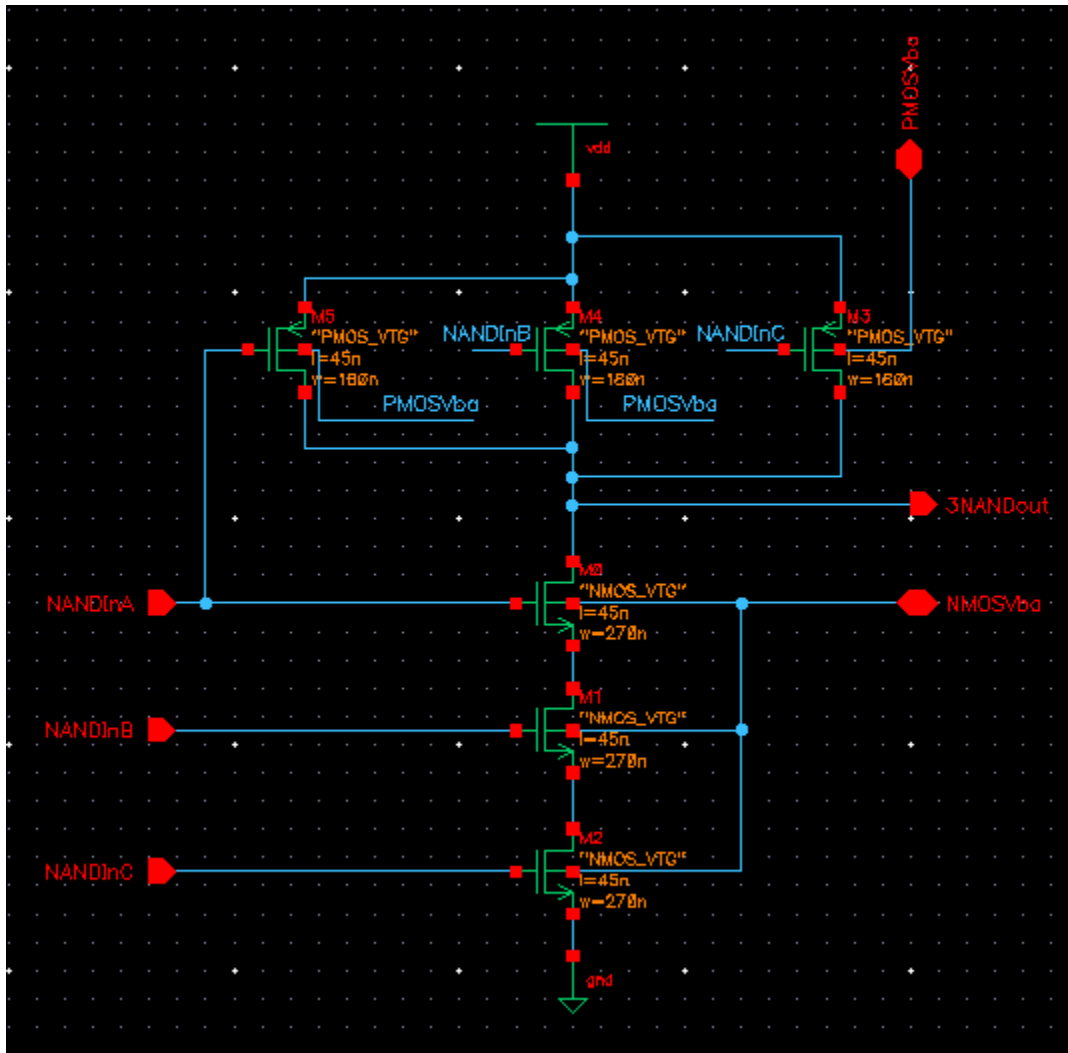 PMOSVba
vdd
M5
"PMOS_VTG"
l=45n
w=180n
NANDInB
M4
"PMOS_VTG"
l=45n
w=180n
NANDInC
M3
"PMOS_VTG"
l=45n
w=180n
PMOSVba
PMOSVba
3NANDout
NANDInA
M0
"NMOS_VTG"
l=45n
w=270n
NMOSVba
NANDInB
M1
"NMOS_VTG"
l=45n
w=270n
NANDInC
M2
"NMOS_VTG"
l=45n
w=270n
gnd